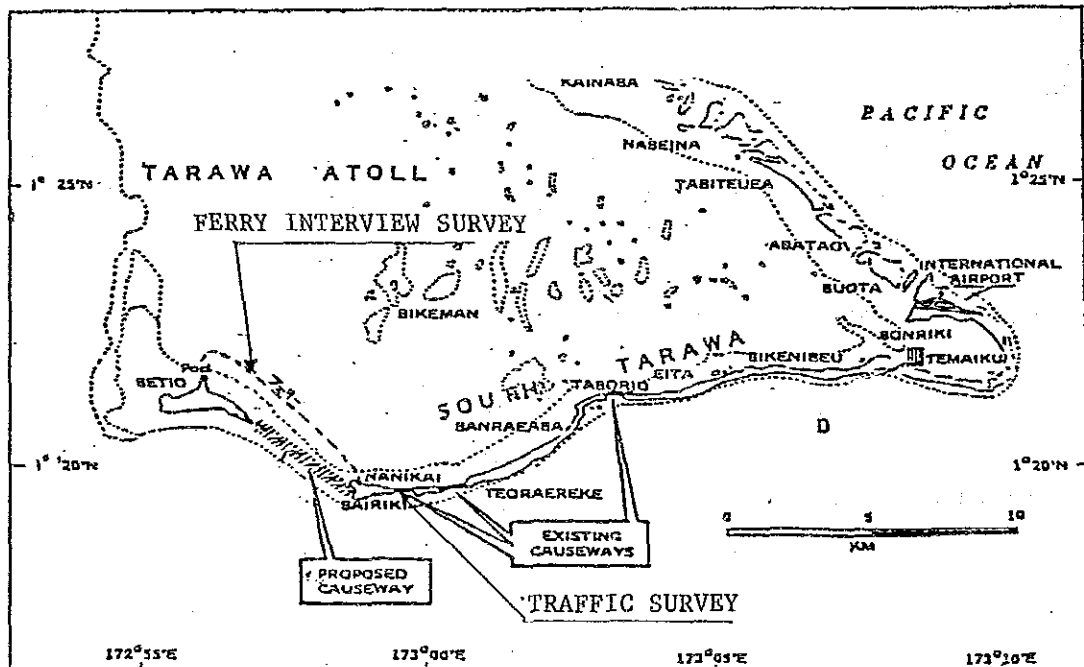 KAINABA
PACIFIC
OCEAN
NABEINA
TARAWA ATOLL
TABITEUEA
1° 25'N
1° 25'N
FERRY INTERVIEW SURVEY
ABATAO
INTERNATIONAL
AIRPORT
BUOTA
BIKEMAN
BONRIKI
SOUTH TARAWA
BIKENIBEU
TEMAIKU
Port
BETIO
EITA
TABORIO
BANRAEABA
D
1° 20'N
1° 20'N
NANIKAI
BAIRIKI
TEORAEREKE
0 5 10
KM
EXISTING
CAUSEWAYS
PROPOSED
CAUSEWAY
TRAFFIC SURVEY
172°55'E
173°00'E
173°05'E
173°10'E